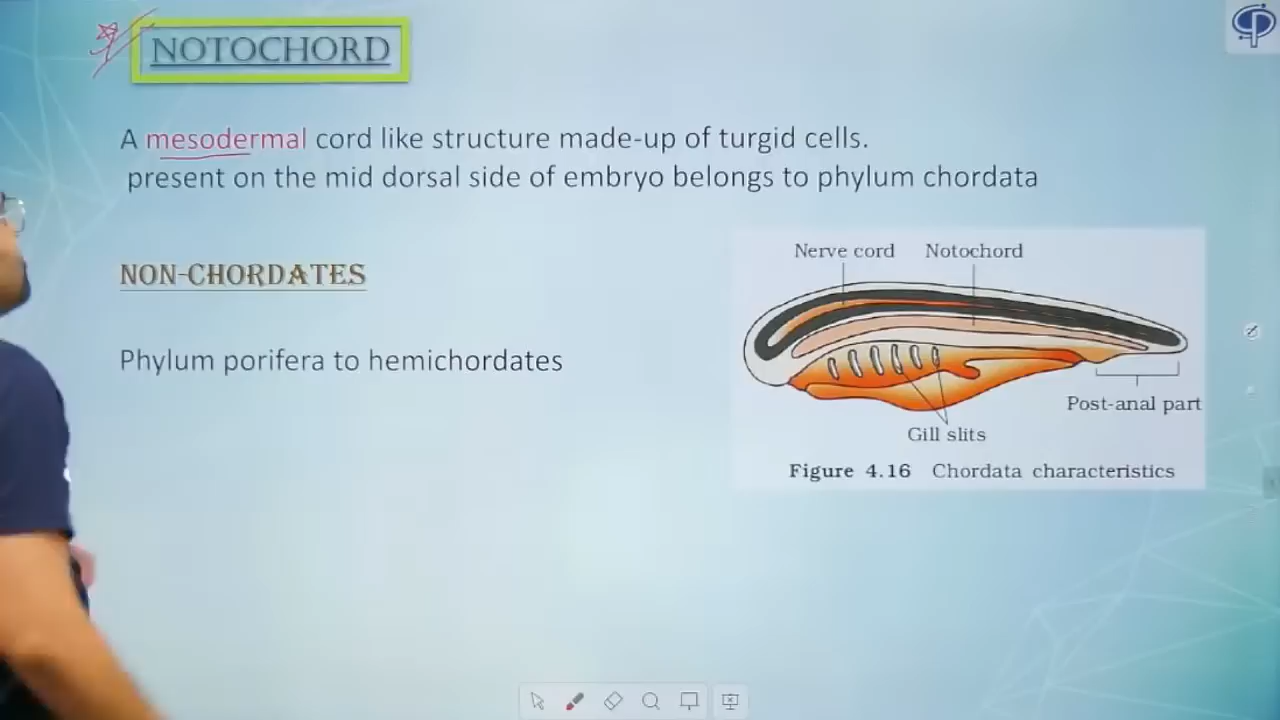 NOTOCHORD
A mesodermal cord like structure made-up of turgid cells.
present on the mid dorsal side of embryo belongs to phylum chordata
NON-CHORDATES
Phylum porifera to hemichordates
Nerve cord Notochord
Post-anal part
Gill slits
Figure 4.16 Chordata characteristics